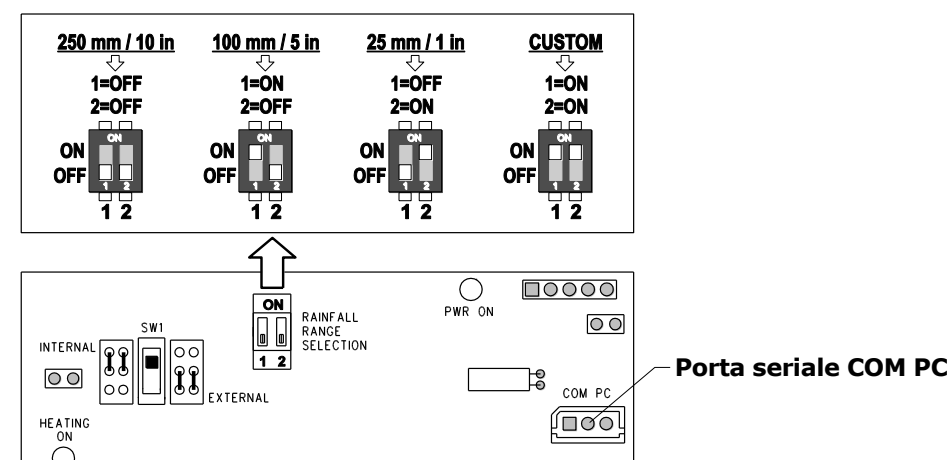 250 mm / 10 in 100 mm / 5 in 25 mm / 1 in CUSTOM
1=OFF 1=ON 1=OFF 1=ON
2=OFF 2=OFF 2=ON 2=ON
ON ON ON ON
ON ON ON ON
OFF OFF OFF OFF
1 2 1 2 1 2 1 2
1 2 1 2 1 2 1 2
ON
1 2
RAINFALL
RANGE
SELECTION
PWR ON
SW1
INTERNAL
EXTERNAL
HEATING
ON
COM PC
Porta seriale COM PC